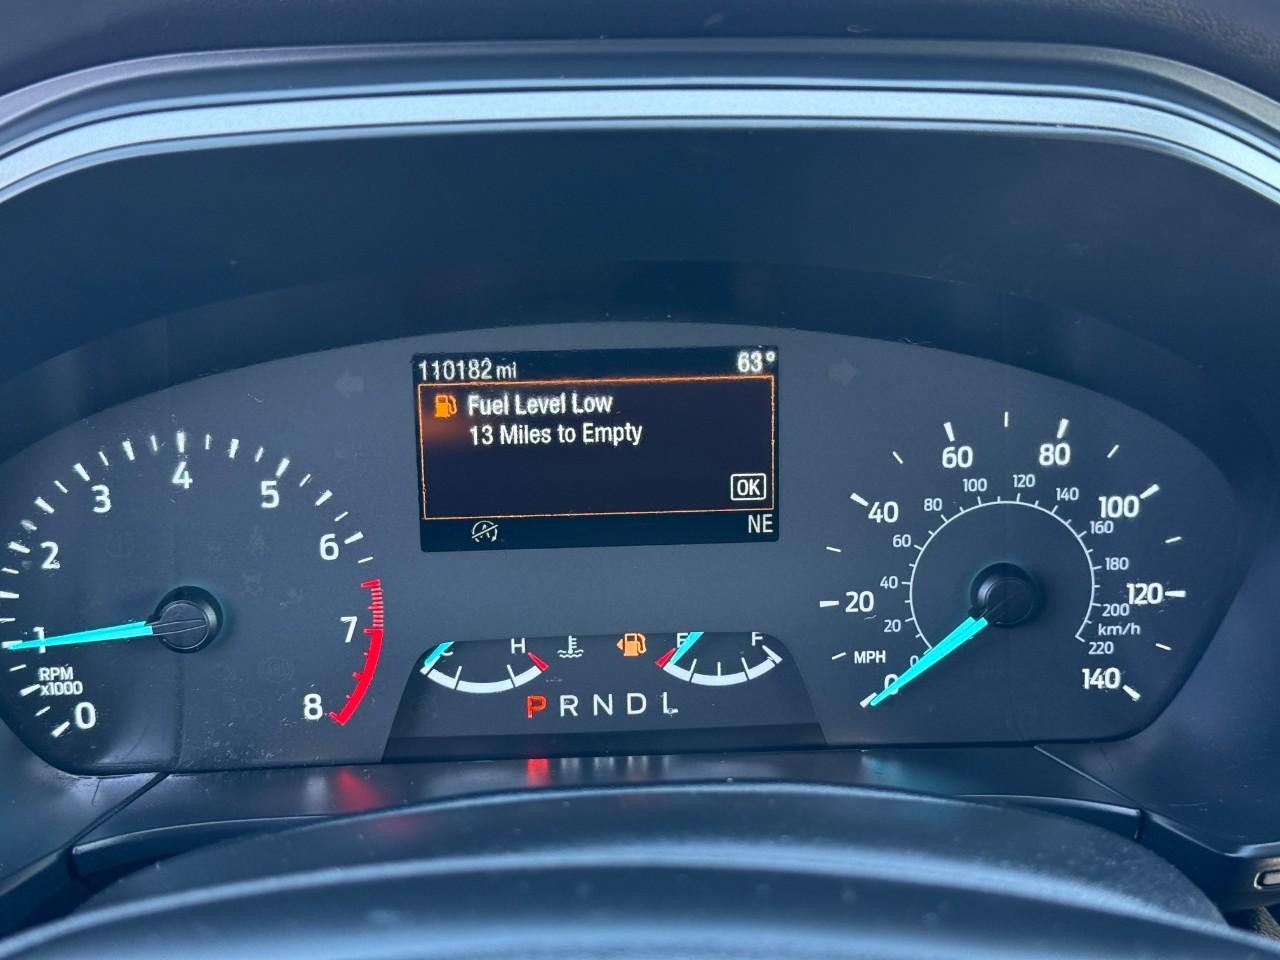 110182 mi 63°
Fuel Level Low
13 Miles to Empty
OK
NE
0 1 2 3 4 5 6 7 8
RPM
x1000
C H
E F
P R N D L
0 20 40 60 80 100 120 140
MPH
0 20 40 60 80 100 120 140 160 180 200 220
km/h